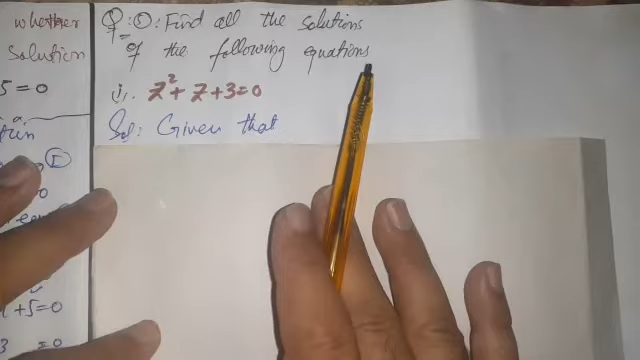 whether
Solution
5=0
Q:②: Find all the solutions
of the following equations
i). z²+z+3=0
Sol: Given that
+5=0
3 =0